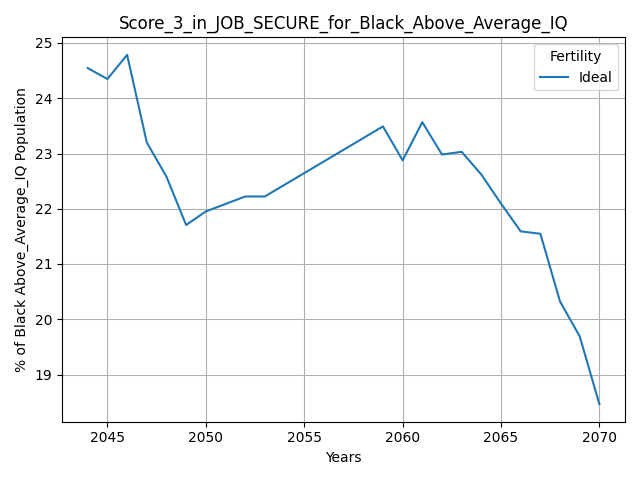 Score_3_in_JOB_SECURE_for_Black_Above_Average_IQ
Fertility
Ideal
% of Black Above_Average_IQ Population
25
24
23
22
21
20
19
2045 2050 2055 2060 2065 2070
Years